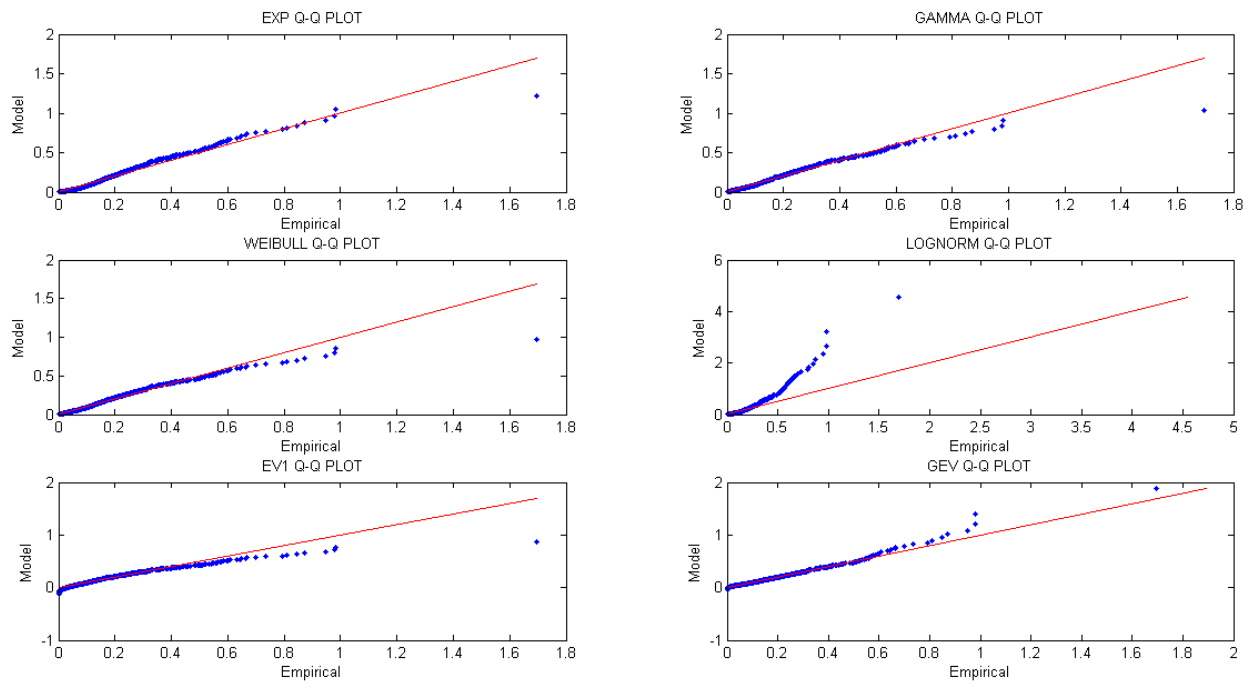 EXP Q-Q PLOT
2
1.5
1
0.5
0
Model
0 0.2 0.4 0.6 0.8 1 1.2 1.4 1.6 1.8
Empirical
GAMMA Q-Q PLOT
2
1.5
1
0.5
0
Model
0 0.2 0.4 0.6 0.8 1 1.2 1.4 1.6 1.8
Empirical
WEIBULL Q-Q PLOT
2
1.5
1
0.5
0
Model
0 0.2 0.4 0.6 0.8 1 1.2 1.4 1.6 1.8
Empirical
LOGNORM Q-Q PLOT
6
4
2
0
Model
0 0.5 1 1.5 2 2.5 3 3.5 4 4.5 5
Empirical
EV1 Q-Q PLOT
2
1
0
-1
Model
0 0.2 0.4 0.6 0.8 1 1.2 1.4 1.6 1.8
Empirical
GEV Q-Q PLOT
2
1
0
-1
Model
0 0.2 0.4 0.6 0.8 1 1.2 1.4 1.6 1.8 2
Empirical